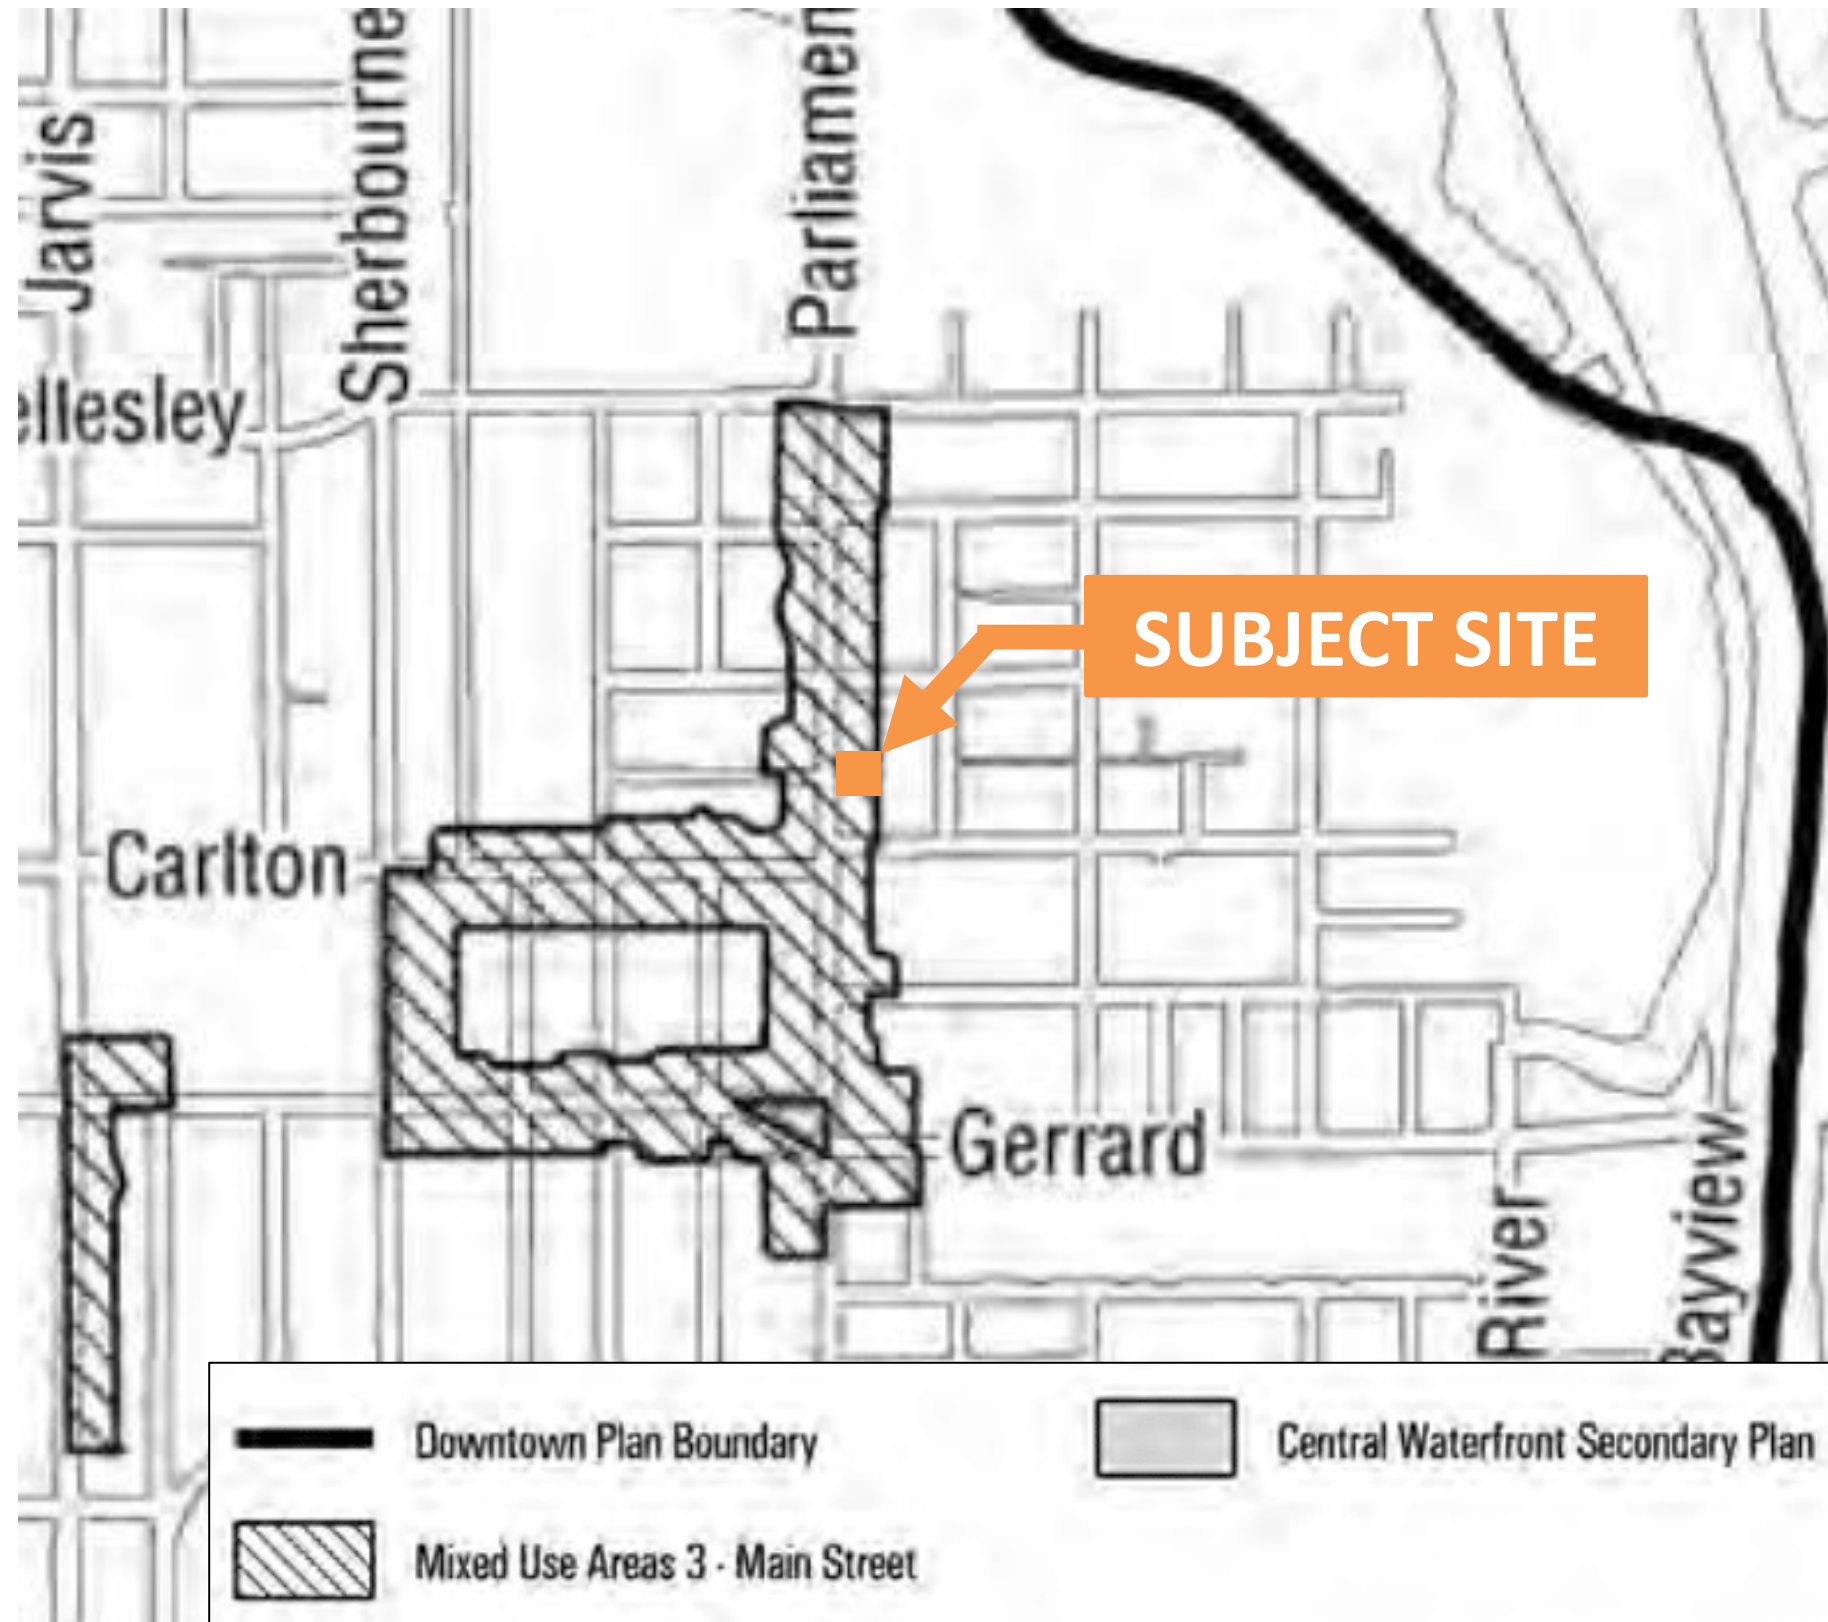 Jarvis
Sherbourne
Parliamen
ellesley
SUBJECT SITE
Carlton
Gerrard
River
Bayview
Downtown Plan Boundary
Central Waterfront Secondary Plan
Mixed Use Areas 3 - Main Street